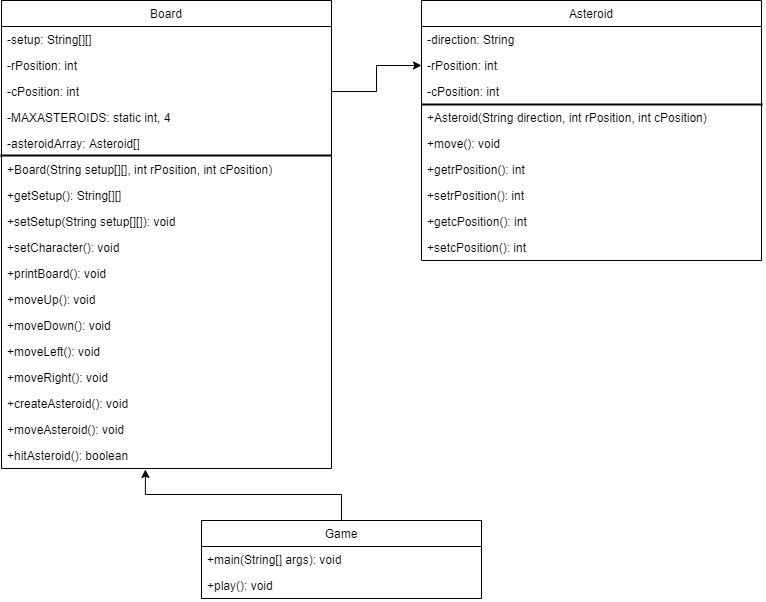 Board
-setup: String[][]
-rPosition: int
-cPosition: int
-MAXASTEROIDS: static int, 4
-asteroidArray: Asteroid[]
+Board(String setup[][], int rPosition, int cPosition)
+getSetup(): String[][]
+setSetup(String setup[][]): void
+setCharacter(): void
+printBoard(): void
+moveUp(): void
+moveDown(): void
+moveLeft(): void
+moveRight(): void
+createAsteroid(): void
+moveAsteroid(): void
+hitAsteroid(): boolean
Asteroid
-direction: String
-rPosition: int
-cPosition: int
+Asteroid(String direction, int rPosition, int cPosition)
+move(): void
+getrPosition(): int
+setrPosition(): int
+getcPosition(): int
+setcPosition(): int
Game
+main(String[] args): void
+play(): void